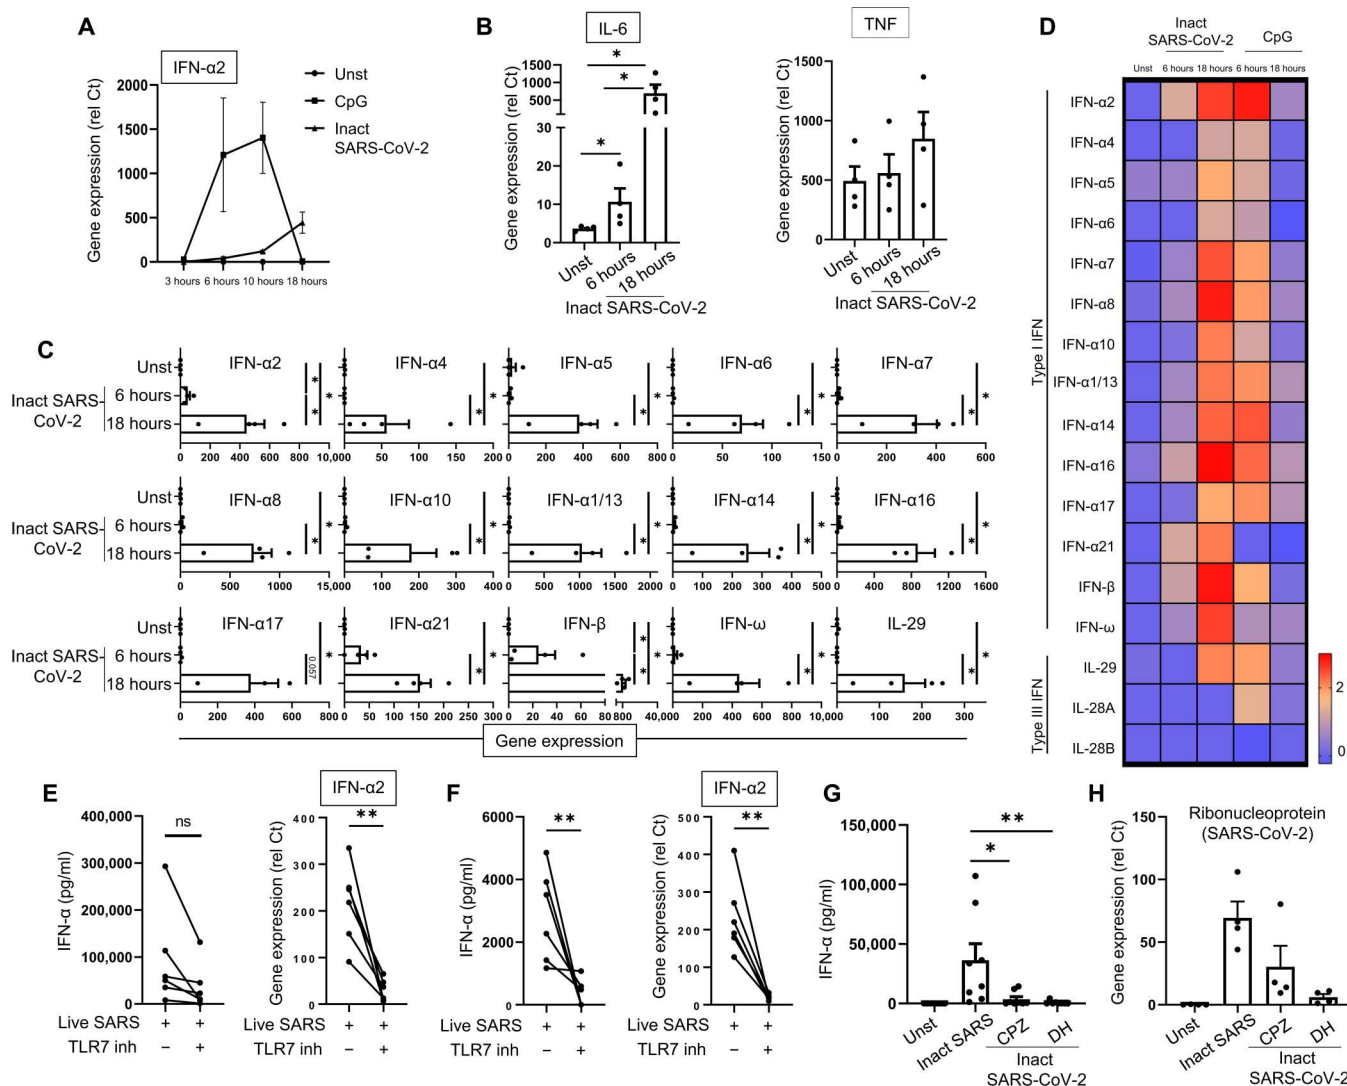 A
IFN-α2
Gene expression (rel Ct)
2000
1500
1000
500
0
3 hours 6 hours 10 hours 18 hours
Unst
CpG
Inact
SARS-CoV-2
B
IL-6
Gene expression (rel Ct)
1500
1000
500
30
20
10
0
*
*
*
Unst
6 hours
18 hours
Inact SARS-CoV-2
TNF
Gene expression (rel Ct)
1500
1000
500
0
Unst
6 hours
18 hours
Inact SARS-CoV-2
C
Unst
Inact SARS-
CoV-2
6 hours
18 hours
IFN-α2
0 200 400 600 800 10,000
* * *
IFN-α4
0 50 100 150 200
* *
IFN-α5
0 200 400 600 800
* *
IFN-α6
0 50 100 150
* *
IFN-α7
0 200 400 600
* *
Unst
Inact SARS-
CoV-2
6 hours
18 hours
IFN-α8
0 500 1000 1500
* *
IFN-α10
0 100 200 300 400
* *
IFN-α1/13
0 500 1000 1500 2000
* *
IFN-α14
0 100 200 300 400 500
* *
IFN-α16
0 400 800 1200 1600
* *
Unst
Inact SARS-
CoV-2
6 hours
18 hours
IFN-α17
0 200 400 600 800
0.057 *
IFN-α21
0 50 100 150 200 250 300
* *
IFN-β
0 20 40 60 80 800 40,000
* * *
IFN-ω
0 200 400 600 800 10,000
* *
IL-29
0 100 200 300
* *
Gene expression
D
Inact
SARS-CoV-2
CpG
Unst 6 hours 18 hours 6 hours 18 hours
Type I IFN
IFN-α2
IFN-α4
IFN-α5
IFN-α6
IFN-α7
IFN-α8
IFN-α10
IFN-α1/13
IFN-α14
IFN-α16
IFN-α17
IFN-α21
IFN-β
IFN-ω
Type III IFN
IL-29
IL-28A
IL-28B
2
0
E
IFN-α (pg/ml)
400,000
300,000
200,000
100,000
0
ns
Live SARS + +
TLR7 inh − +
IFN-α2
Gene expression (rel Ct)
400
300
200
100
0
**
Live SARS + +
TLR7 inh − +
F
IFN-α (pg/ml)
6000
4000
2000
0
**
Live SARS + +
TLR7 inh − +
IFN-α2
Gene expression (rel Ct)
500
400
300
200
100
0
**
Live SARS + +
TLR7 inh − +
G
IFN-α (pg/ml)
150,000
100,000
50,000
0
**
*
Unst
Inact SARS
CPZ
DH
Inact
SARS-CoV-2
H
Ribonucleoprotein
(SARS-CoV-2)
Gene expression (rel Ct)
150
100
50
0
Unst
Inact SARS
CPZ
DH
Inact
SARS-CoV-2